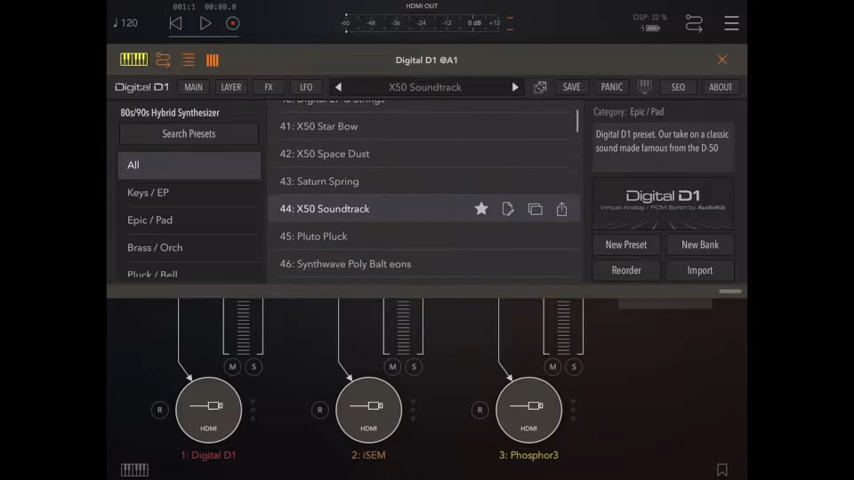 HDMI OUT
001:1 00:00.0
♩120
-60 -48 -36 -24 -12 0 dB +12
DSP: 32 %
Digital D1 @A1
Digital D1 MAIN LAYER FX LFO X50 Soundtrack SAVE PANIC SEQ ABOUT
80s/90s Hybrid Synthesizer
Search Presets
All
Keys / EP
Epic / Pad
Brass / Orch
Pluck / Bell
40: Digital EP & Strings
41: X50 Star Bow
42: X50 Space Dust
43: Saturn Spring
44: X50 Soundtrack
45: Pluto Pluck
46: Synthwave Poly Balt eons
Category: Epic / Pad
Digital D1 preset. Our take on a classic
sound made famous from the D-50
Digital D1
Virtual Analog / PCM Synth by AudioKit
New Preset New Bank
Reorder Import
M S M S M S
R R R
HDMI HDMI HDMI
1: Digital D1 2: iSEM 3: Phosphor3